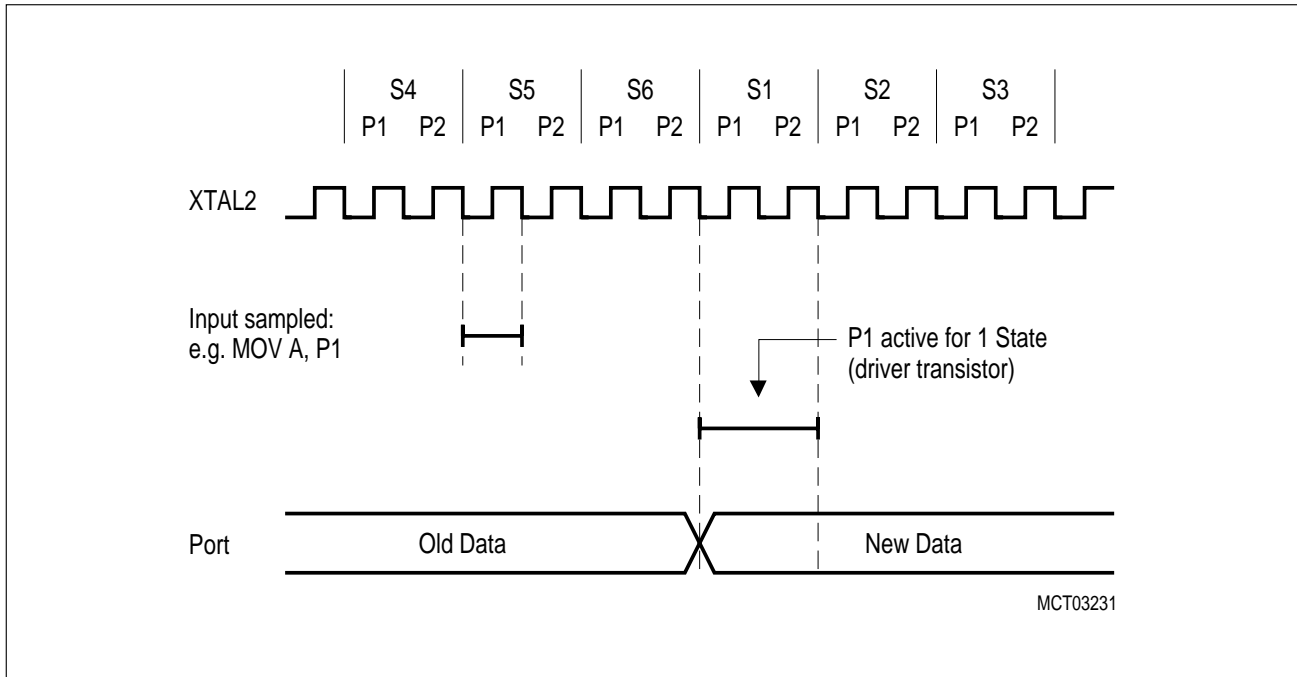 S4 S5 S6 S1 S2 S3
P1 P2 P1 P2 P1 P2 P1 P2 P1 P2 P1 P2
XTAL2
Input sampled:
e.g. MOV A, P1
P1 active for 1 State
(driver transistor)
Port Old Data New Data
MCT03231